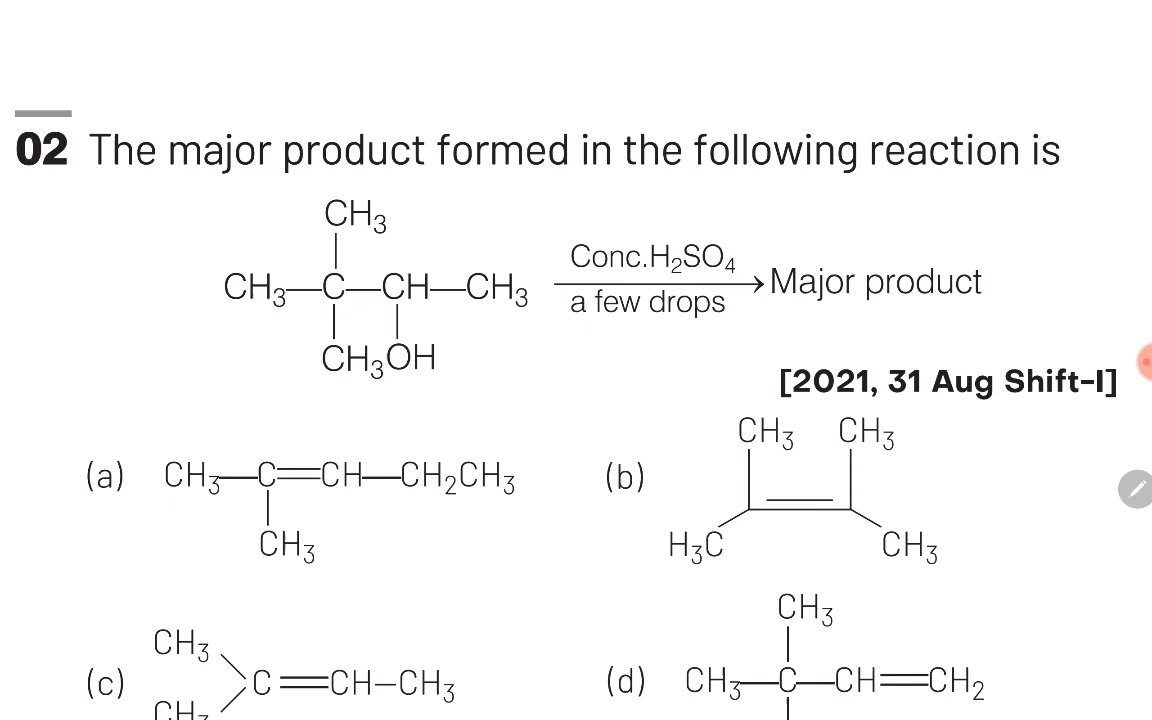 02 The major product formed in the following reaction is
CH₃
CH₃—C—CH—CH₃
CH₃OH
Conc.H₂SO₄
a few drops
Major product
[2021, 31 Aug Shift-I]
(a) CH₃—C=CH—CH₂CH₃
CH₃
(b)
CH₃ CH₃
H₃C CH₃
(c)
CH₃
C=CH–CH₃
CH₃
(d)
CH₃
CH₃—C—CH=CH₂